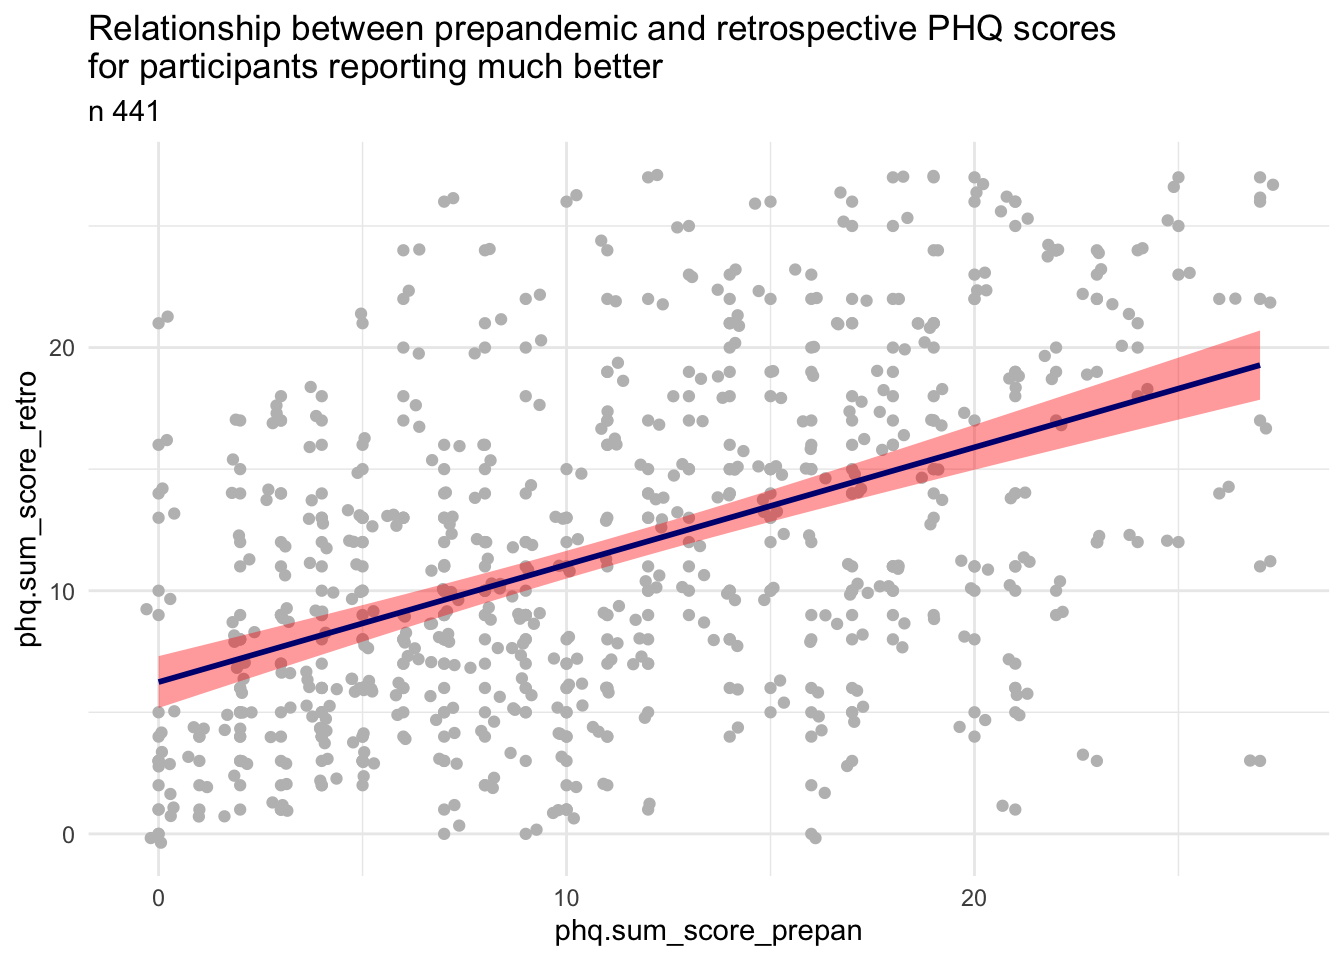 Relationship between prepandemic and retrospective PHQ scores
for participants reporting much better
n 441
phq.sum_score_retro
20
10
0
0
10
20
phq.sum_score_prepan